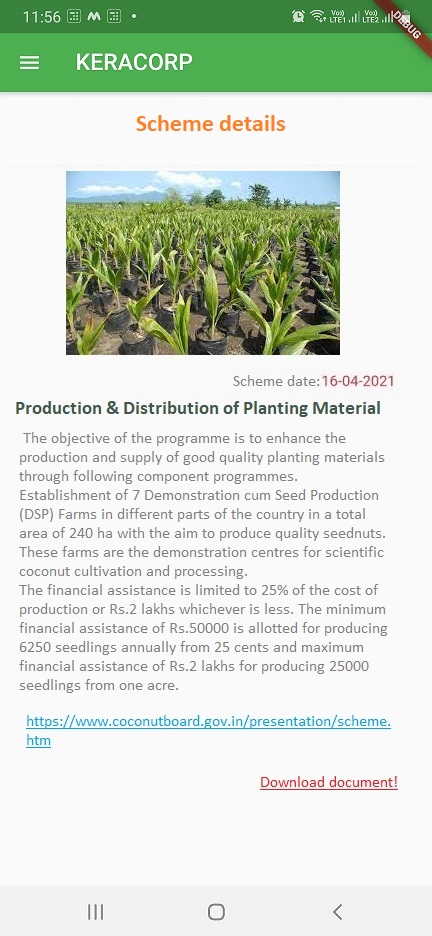 11:56
Vo)) LTE1
Vo)) LTE2
DEBUG
KERACORP
Scheme details
Scheme date:16-04-2021
Production & Distribution of Planting Material
The objective of the programme is to enhance the
production and supply of good quality planting materials
through following component programmes.
Establishment of 7 Demonstration cum Seed Production
(DSP) Farms in different parts of the country in a total
area of 240 ha with the aim to produce quality seednuts.
These farms are the demonstration centres for scientific
coconut cultivation and processing.
The financial assistance is limited to 25% of the cost of
production or Rs.2 lakhs whichever is less. The minimum
financial assistance of Rs.50000 is allotted for producing
6250 seedlings annually from 25 cents and maximum
financial assistance of Rs.2 lakhs for producing 25000
seedlings from one acre.
https://www.coconutboard.gov.in/presentation/scheme.
htm
Download document!